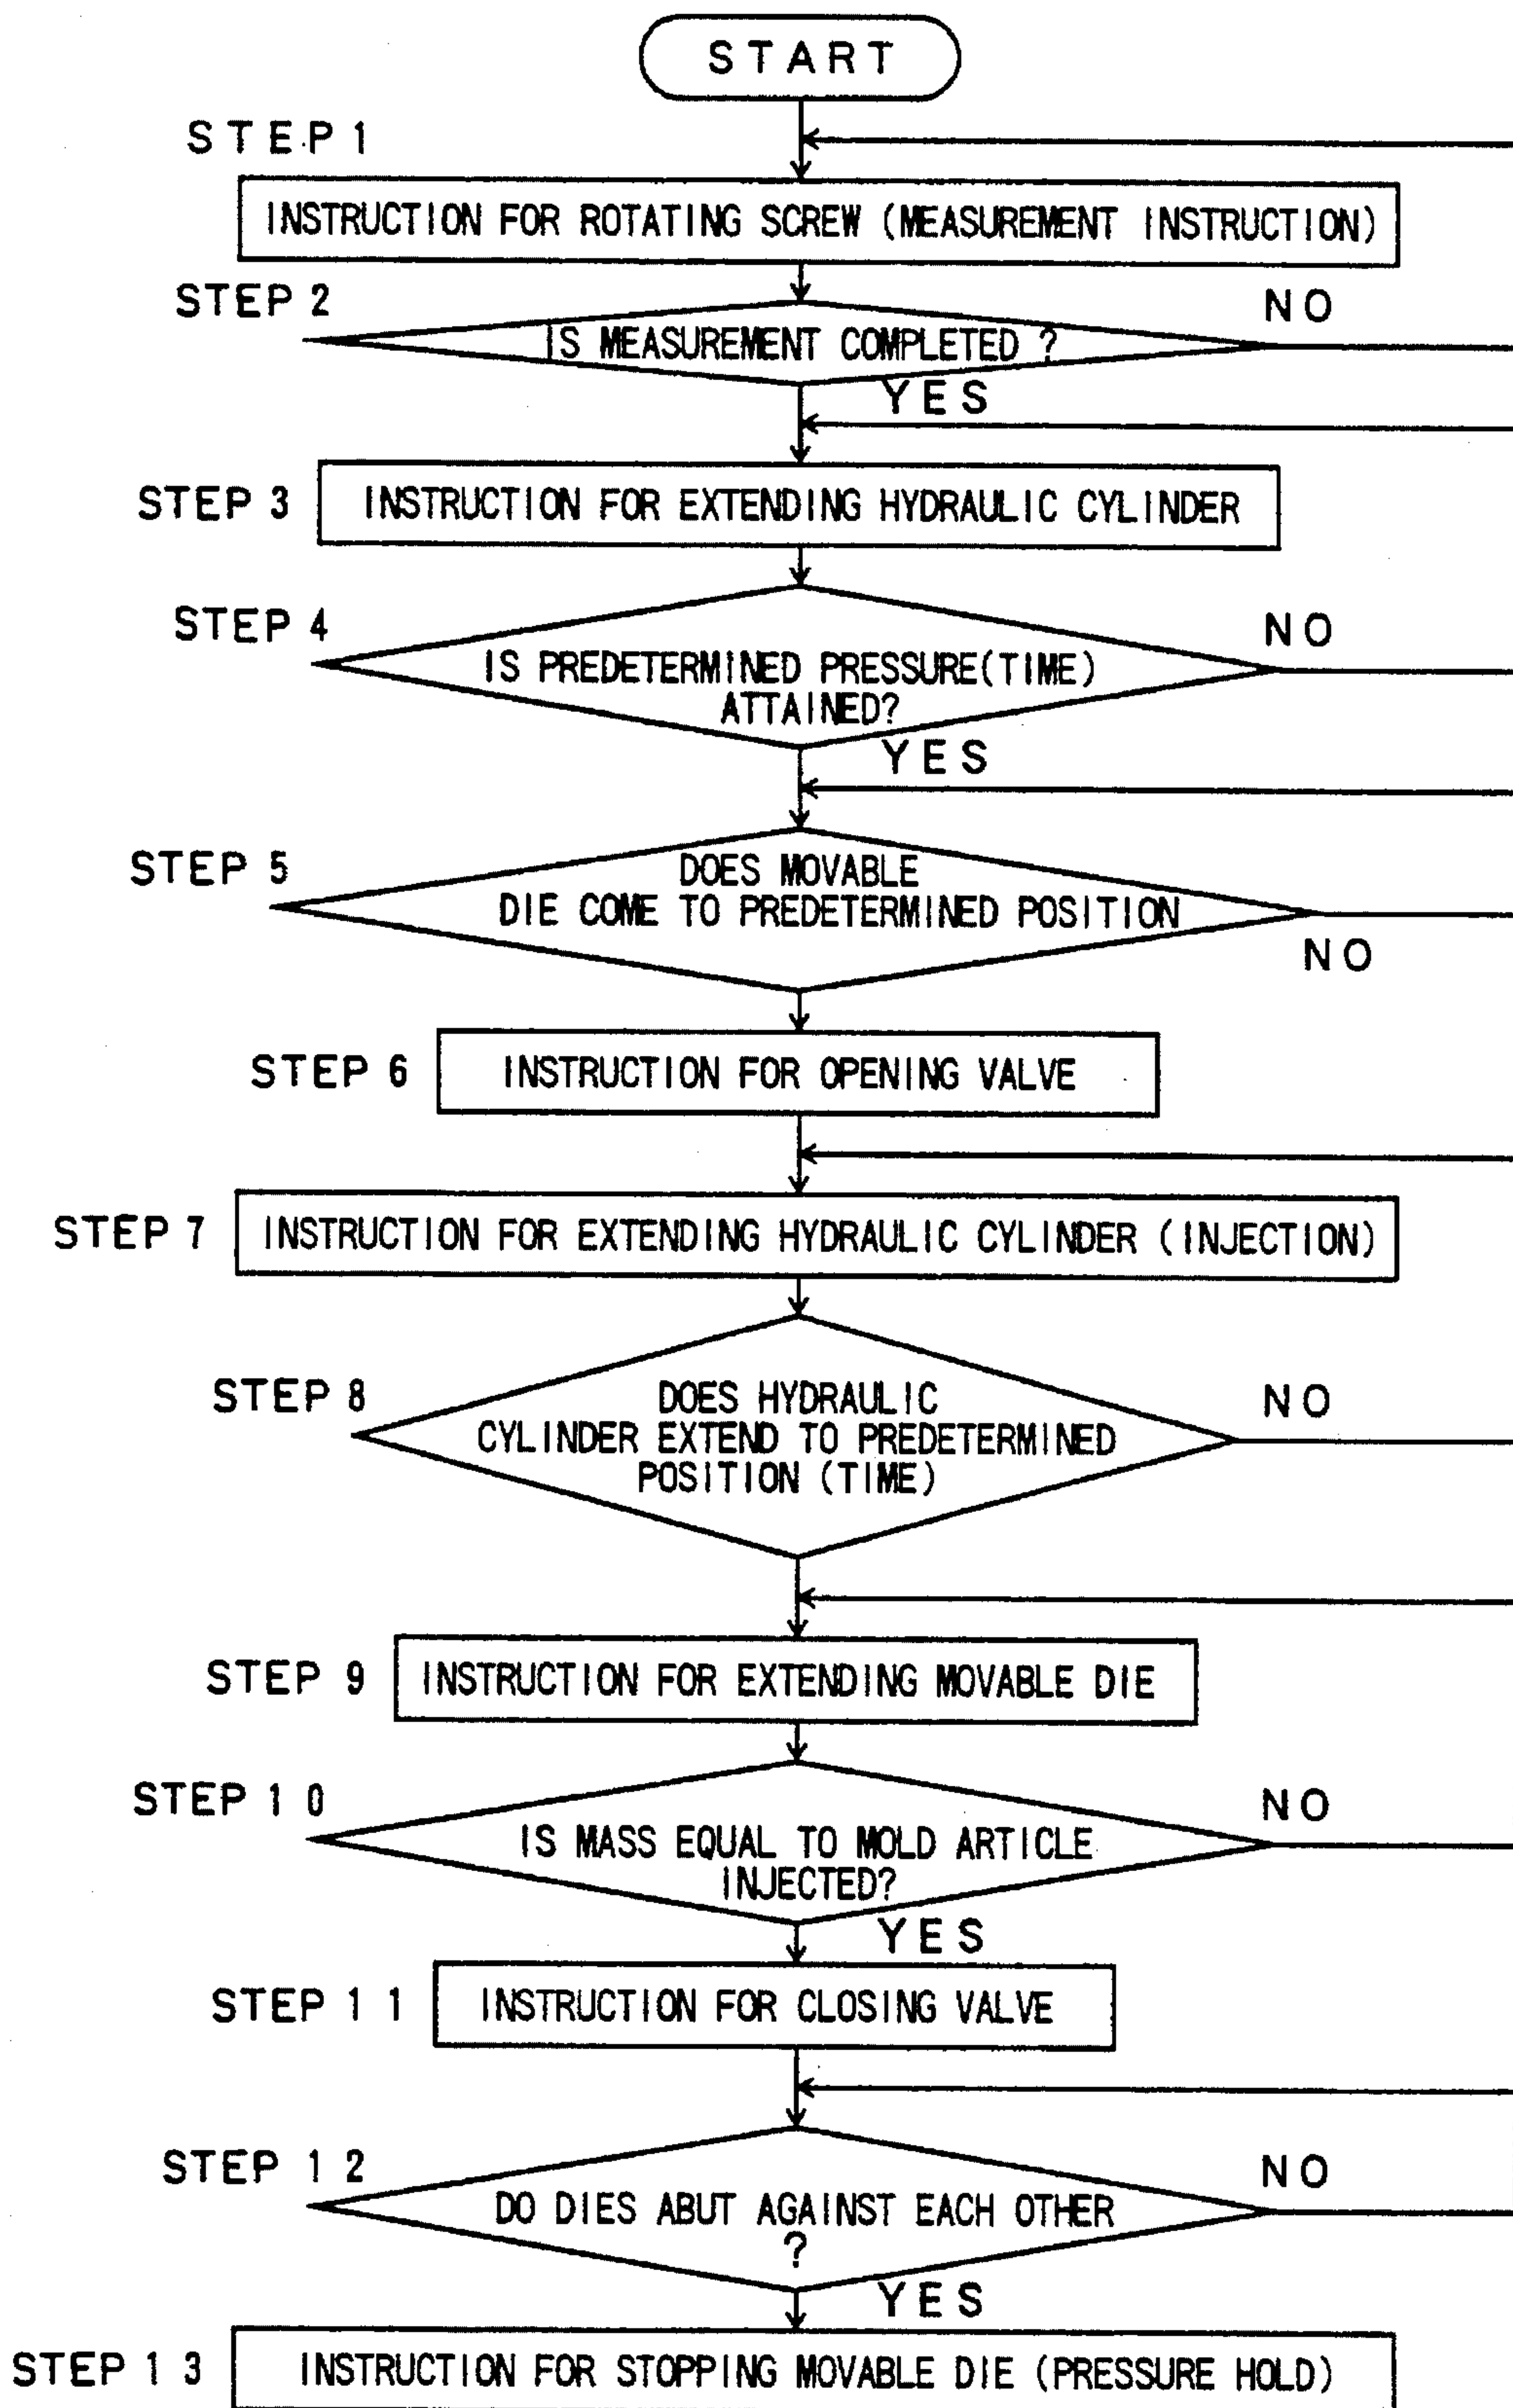 START
STEP 1
INSTRUCTION FOR ROTATING SCREW (MEASUREMENT INSTRUCTION)
STEP 2
NO
IS MEASUREMENT COMPLETED ?
YES
STEP 3
INSTRUCTION FOR EXTENDING HYDRAULIC CYLINDER
STEP 4
NO
IS PREDETERMINED PRESSURE(TIME)
ATTAINED?
YES
STEP 5
DOES MOVABLE
DIE COME TO PREDETERMINED POSITION
NO
STEP 6
INSTRUCTION FOR OPENING VALVE
STEP 7
INSTRUCTION FOR EXTENDING HYDRAULIC CYLINDER (INJECTION)
STEP 8
DOES HYDRAULIC
NO
CYLINDER EXTEND TO PREDETERMINED
POSITION (TIME)
STEP 9
INSTRUCTION FOR EXTENDING MOVABLE DIE
STEP 10
NO
IS MASS EQUAL TO MOLD ARTICLE
INJECTED?
YES
STEP 11
INSTRUCTION FOR CLOSING VALVE
STEP 12
NO
DO DIES ABUT AGAINST EACH OTHER
?
YES
STEP 13
INSTRUCTION FOR STOPPING MOVABLE DIE (PRESSURE HOLD)